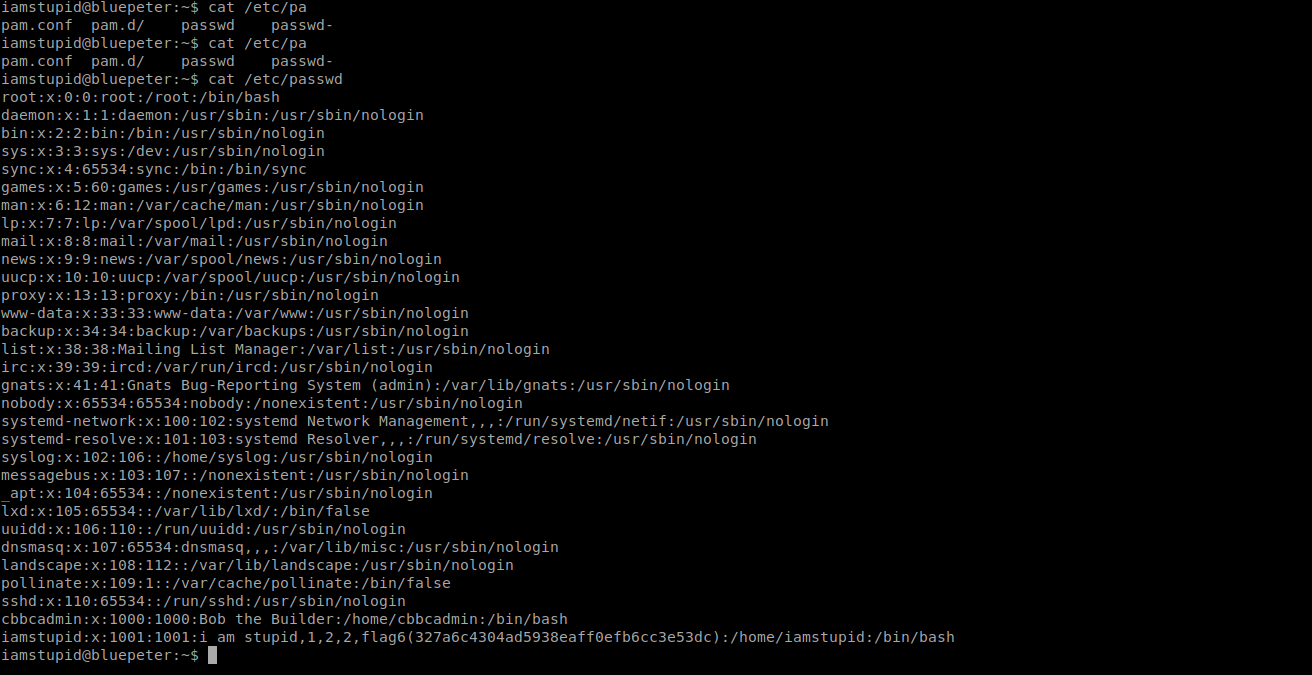 iamstupid@bluepeter:~$ cat /etc/pa
pam.conf  pam.d/    passwd    passwd-
iamstupid@bluepeter:~$ cat /etc/pa
pam.conf  pam.d/    passwd    passwd-
iamstupid@bluepeter:~$ cat /etc/passwd
root:x:0:0:root:/root:/bin/bash
daemon:x:1:1:daemon:/usr/sbin:/usr/sbin/nologin
bin:x:2:2:bin:/bin:/usr/sbin/nologin
sys:x:3:3:sys:/dev:/usr/sbin/nologin
sync:x:4:65534:sync:/bin:/bin/sync
games:x:5:60:games:/usr/games:/usr/sbin/nologin
man:x:6:12:man:/var/cache/man:/usr/sbin/nologin
lp:x:7:7:lp:/var/spool/lpd:/usr/sbin/nologin
mail:x:8:8:mail:/var/mail:/usr/sbin/nologin
news:x:9:9:news:/var/spool/news:/usr/sbin/nologin
uucp:x:10:10:uucp:/var/spool/uucp:/usr/sbin/nologin
proxy:x:13:13:proxy:/bin:/usr/sbin/nologin
www-data:x:33:33:www-data:/var/www:/usr/sbin/nologin
backup:x:34:34:backup:/var/backups:/usr/sbin/nologin
list:x:38:38:Mailing List Manager:/var/list:/usr/sbin/nologin
irc:x:39:39:ircd:/var/run/ircd:/usr/sbin/nologin
gnats:x:41:41:Gnats Bug-Reporting System (admin):/var/lib/gnats:/usr/sbin/nologin
nobody:x:65534:65534:nobody:/nonexistent:/usr/sbin/nologin
systemd-network:x:100:102:systemd Network Management,,,:/run/systemd/netif:/usr/sbin/nologin
systemd-resolve:x:101:103:systemd Resolver,,,:/run/systemd/resolve:/usr/sbin/nologin
syslog:x:102:106::/home/syslog:/usr/sbin/nologin
messagebus:x:103:107::/nonexistent:/usr/sbin/nologin
_apt:x:104:65534::/nonexistent:/usr/sbin/nologin
lxd:x:105:65534::/var/lib/lxd/:/bin/false
uuidd:x:106:110::/run/uuidd:/usr/sbin/nologin
dnsmasq:x:107:65534:dnsmasq,,,:/var/lib/misc:/usr/sbin/nologin
landscape:x:108:112::/var/lib/landscape:/usr/sbin/nologin
pollinate:x:109:1::/var/cache/pollinate:/bin/false
sshd:x:110:65534::/run/sshd:/usr/sbin/nologin
cbbcadmin:x:1000:1000:Bob the Builder:/home/cbbcadmin:/bin/bash
iamstupid:x:1001:1001:i am stupid,1,2,2,flag6(327a6c4304ad5938eaff0efb6cc3e53dc):/home/iamstupid:/bin/bash
iamstupid@bluepeter:~$